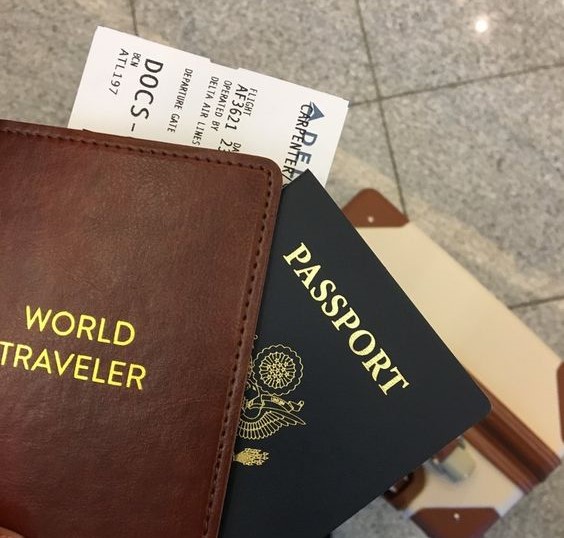 CARPENTER/
FLIGHT
AF3621
OPERATED BY
DELTA AIR LINES
DEPARTURE GATE
DOCS-
BCN
ATL197
PASSPORT
WORLD
TRAVELER